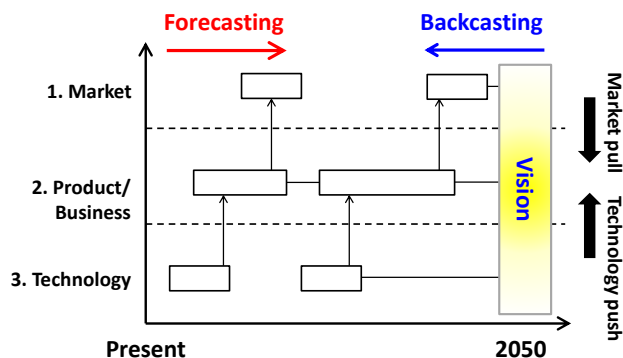 Forecasting
Backcasting
1. Market
2. Product/
Business
3. Technology
Vision
Market pull
Technology push
Present
2050